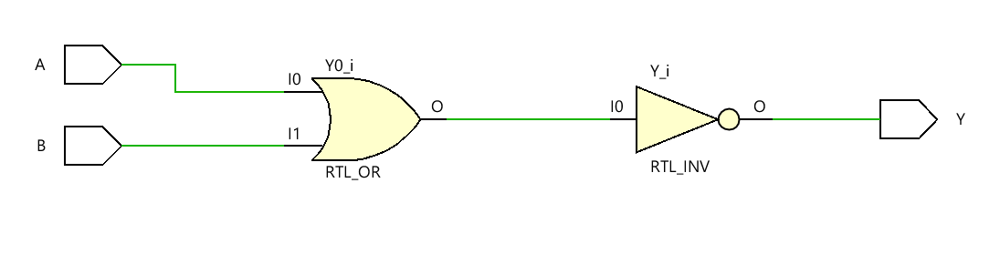 A
I0
Y0_i
I1
B
RTL_OR
O
I0
Y_i
O
RTL_INV
Y